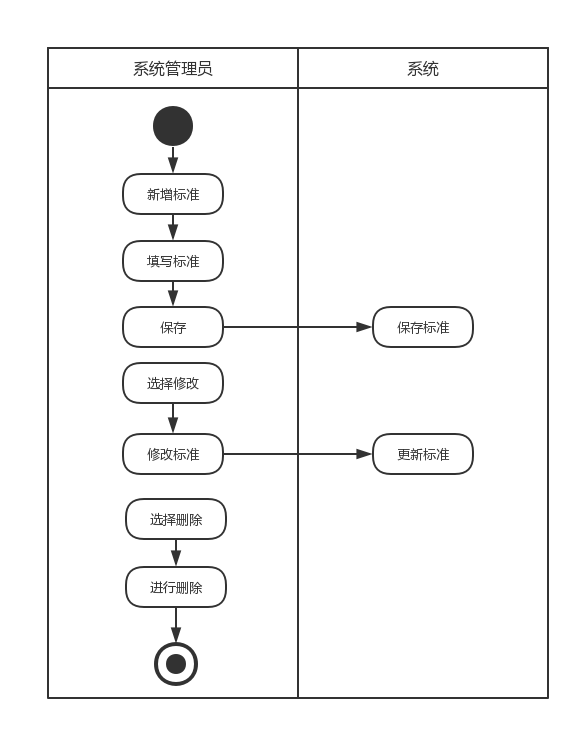 系统管理员
系统
新增标准
填写标准
保存
保存标准
选择修改
修改标准
更新标准
选择删除
进行删除